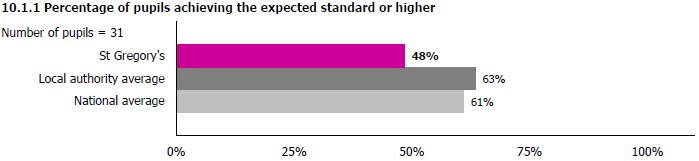 10.1.1 Percentage of pupils achieving the expected standard or higher
Number of pupils = 31
St Gregory's 48%
Local authority average 63%
National average 61%
0% 25% 50% 75% 100%